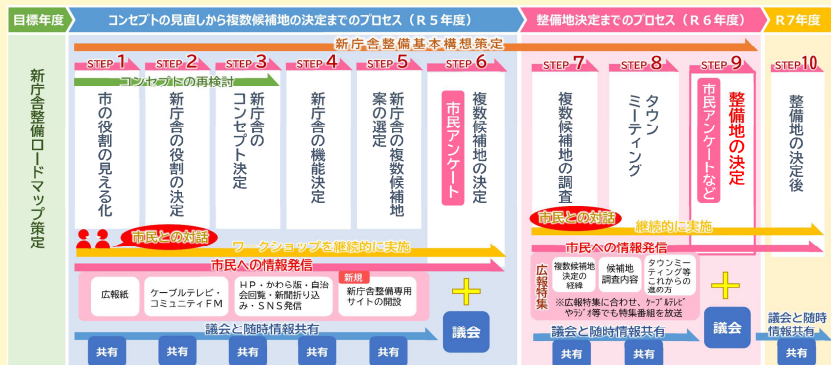 目標年度
コンセプトの見直しから複数候補地の決定までのプロセス（Ｒ５年度）
整備地決定までのプロセス（Ｒ６年度）
Ｒ７年度
新庁舎整備ロードマップ策定
新庁舎整備基本構想策定
STEP 1
STEP 2
STEP 3
STEP 4
STEP 5
STEP 6
STEP 7
STEP 8
STEP 9
STEP10
コンセプトの再検討
市の役割の見える化
新庁舎の役割の決定
新庁舎の
コンセプト決定
新庁舎の機能決定
新庁舎の複数候補地
案の選定
複数候補地の決定
市民アンケート
複数候補地の調査
タウン
ミーティング
整備地の決定
市民アンケートなど
整備地の決定後
市民との対話
ワークショップを継続的に実施
市民との対話
継続的に実施
市民への情報発信
広報紙
ケーブルテレビ・
コミュニティＦＭ
ＨＰ・かわら版・自治
会回覧・新聞折り込
み・ＳＮＳ発信
新規
新庁舎整備専用
サイトの開設
＋
議会
市民への情報発信
広報特集
複数候補地
決定の
経緯
候補地
調査内容
タウンミー
ティング等
これからの
進め方
※広報特集に合わせ、ケーブルテレビ
やラジオ等でも特集番組を放送
＋
議会
議会と随時情報共有
共有
共有
共有
共有
共有
議会と随時情報共有
共有
共有
議会と随時
情報共有
共有